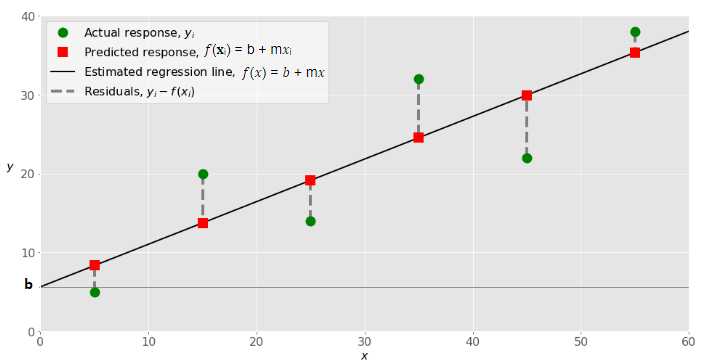 40
30
20
10
0
y
b
0 10 20 30 40 50 60
x
Actual response, yᵢ
Predicted response, f(𝐱ᵢ) = b + mxᵢ
Estimated regression line, f(x) = b + mx
Residuals, yᵢ − f(xᵢ)